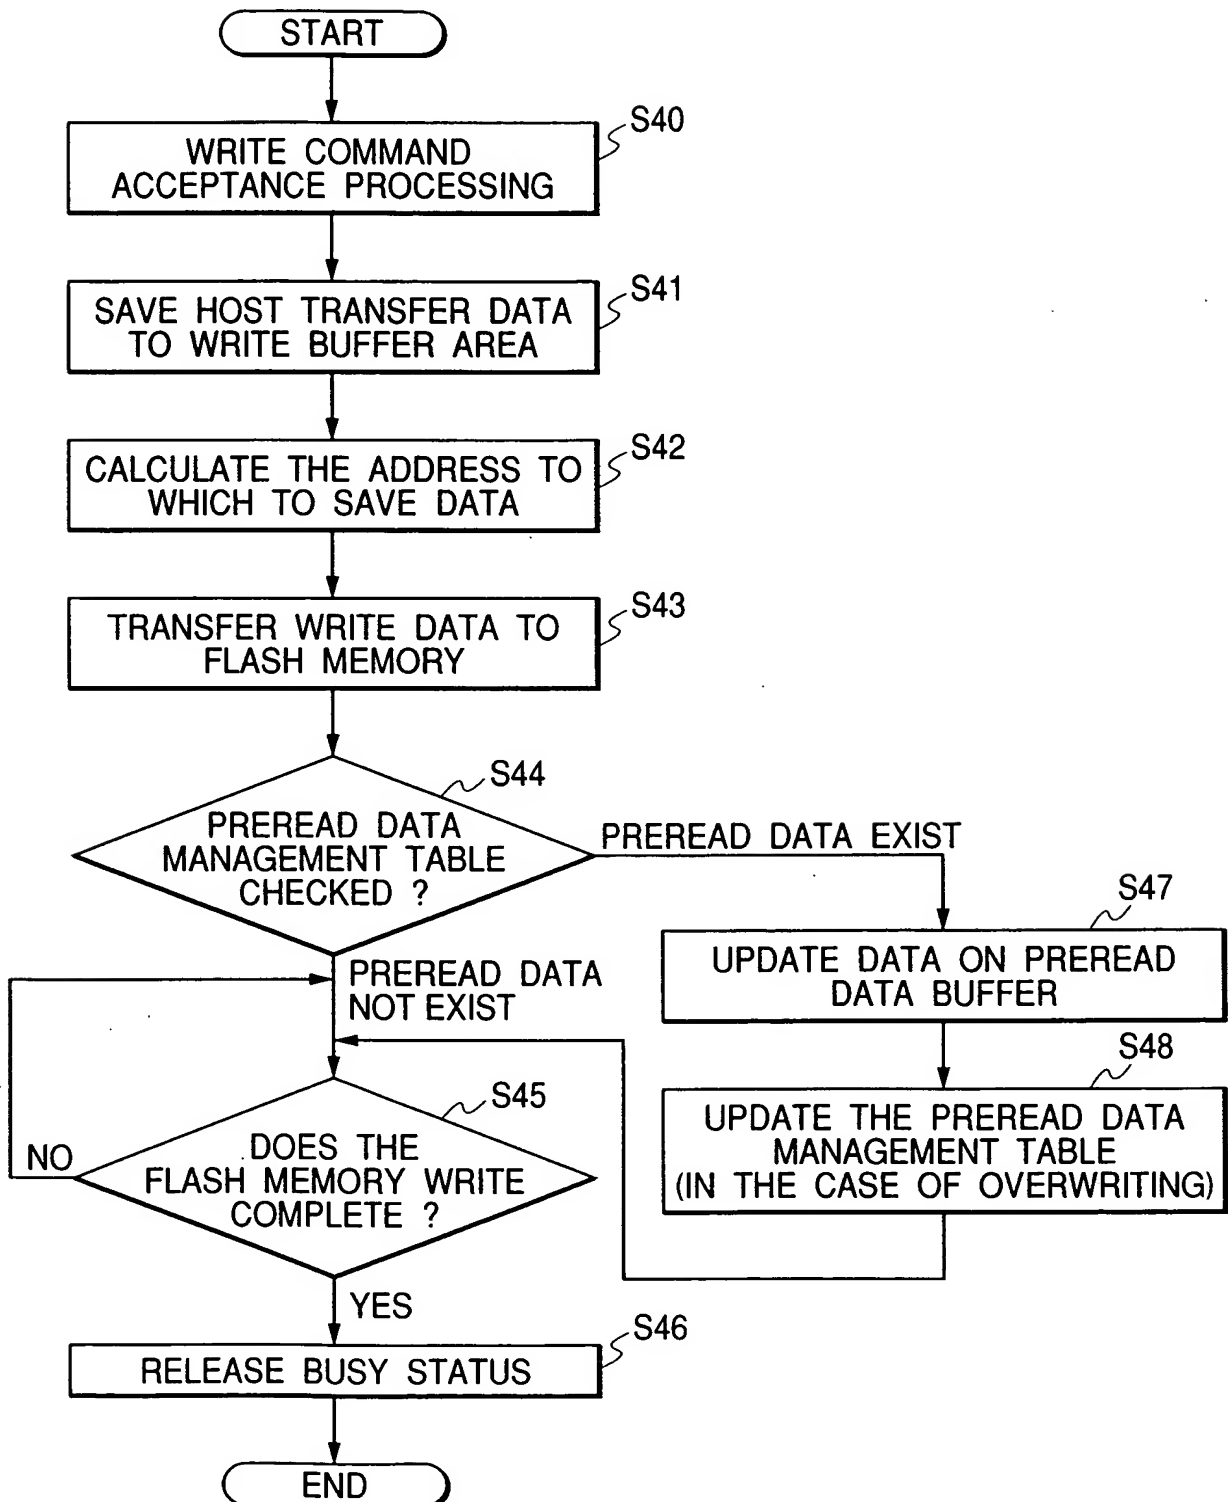 START
S40
WRITE COMMAND
ACCEPTANCE PROCESSING
S41
SAVE HOST TRANSFER DATA
TO WRITE BUFFER AREA
S42
CALCULATE THE ADDRESS TO
WHICH TO SAVE DATA
S43
TRANSFER WRITE DATA TO
FLASH MEMORY
S44
PREREAD DATA
MANAGEMENT TABLE
CHECKED ?
PREREAD DATA EXIST
S47
UPDATE DATA ON PREREAD
DATA BUFFER
PREREAD DATA
NOT EXIST
S48
UPDATE THE PREREAD DATA
MANAGEMENT TABLE
(IN THE CASE OF OVERWRITING)
S45
DOES THE
FLASH MEMORY WRITE
COMPLETE ?
NO
YES
S46
RELEASE BUSY STATUS
END